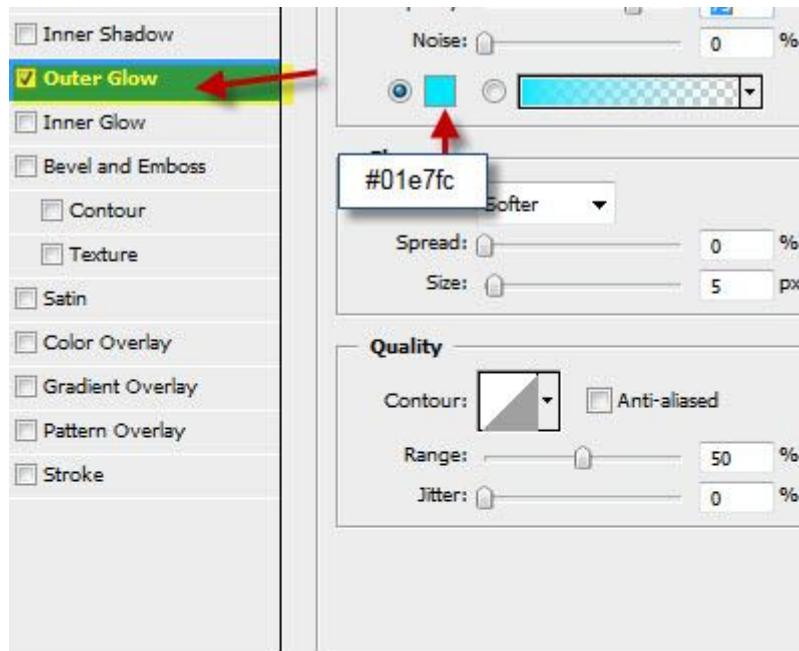 Inner Shadow
Outer Glow
Inner Glow
Bevel and Emboss
Contour
Texture
Satin
Color Overlay
Gradient Overlay
Pattern Overlay
Stroke
Noise: 0 %
#01e7fc
Softer
Spread: 0 %
Size: 5 px
Quality
Contour: Anti-aliased
Range: 50 %
Jitter: 0 %